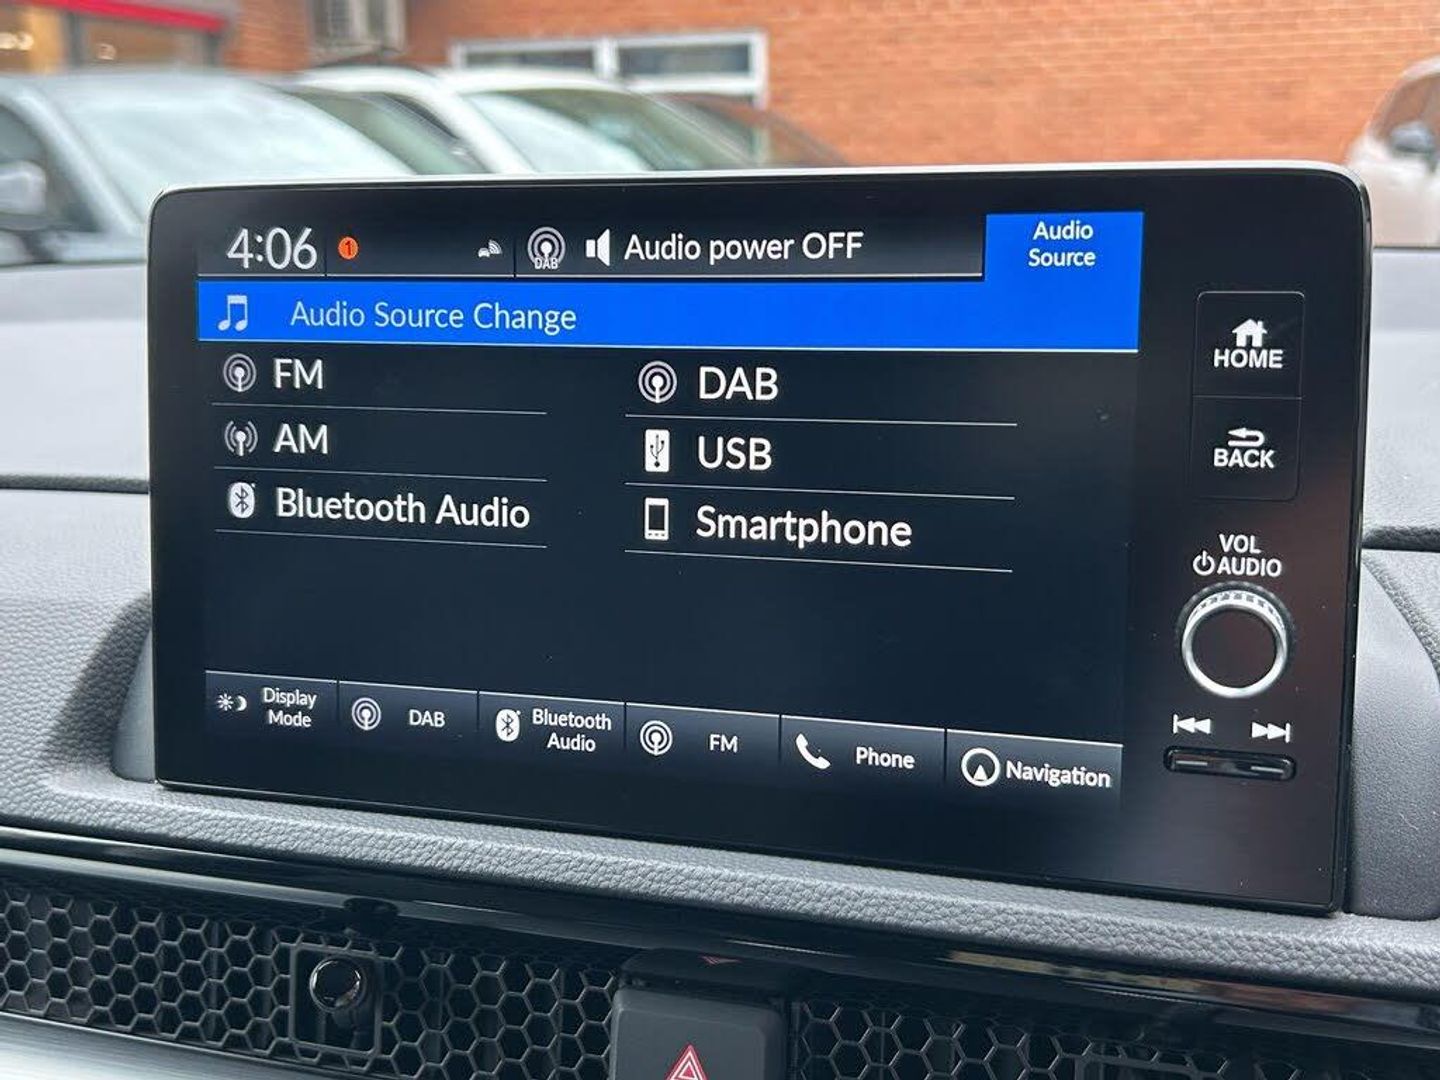 4:06 1 DAB Audio power OFF Audio
Source
Audio Source Change
FM DAB
AM USB
Bluetooth Audio Smartphone
HOME
BACK
VOL
AUDIO
Display
Mode
DAB
Bluetooth
Audio
FM
Phone
Navigation